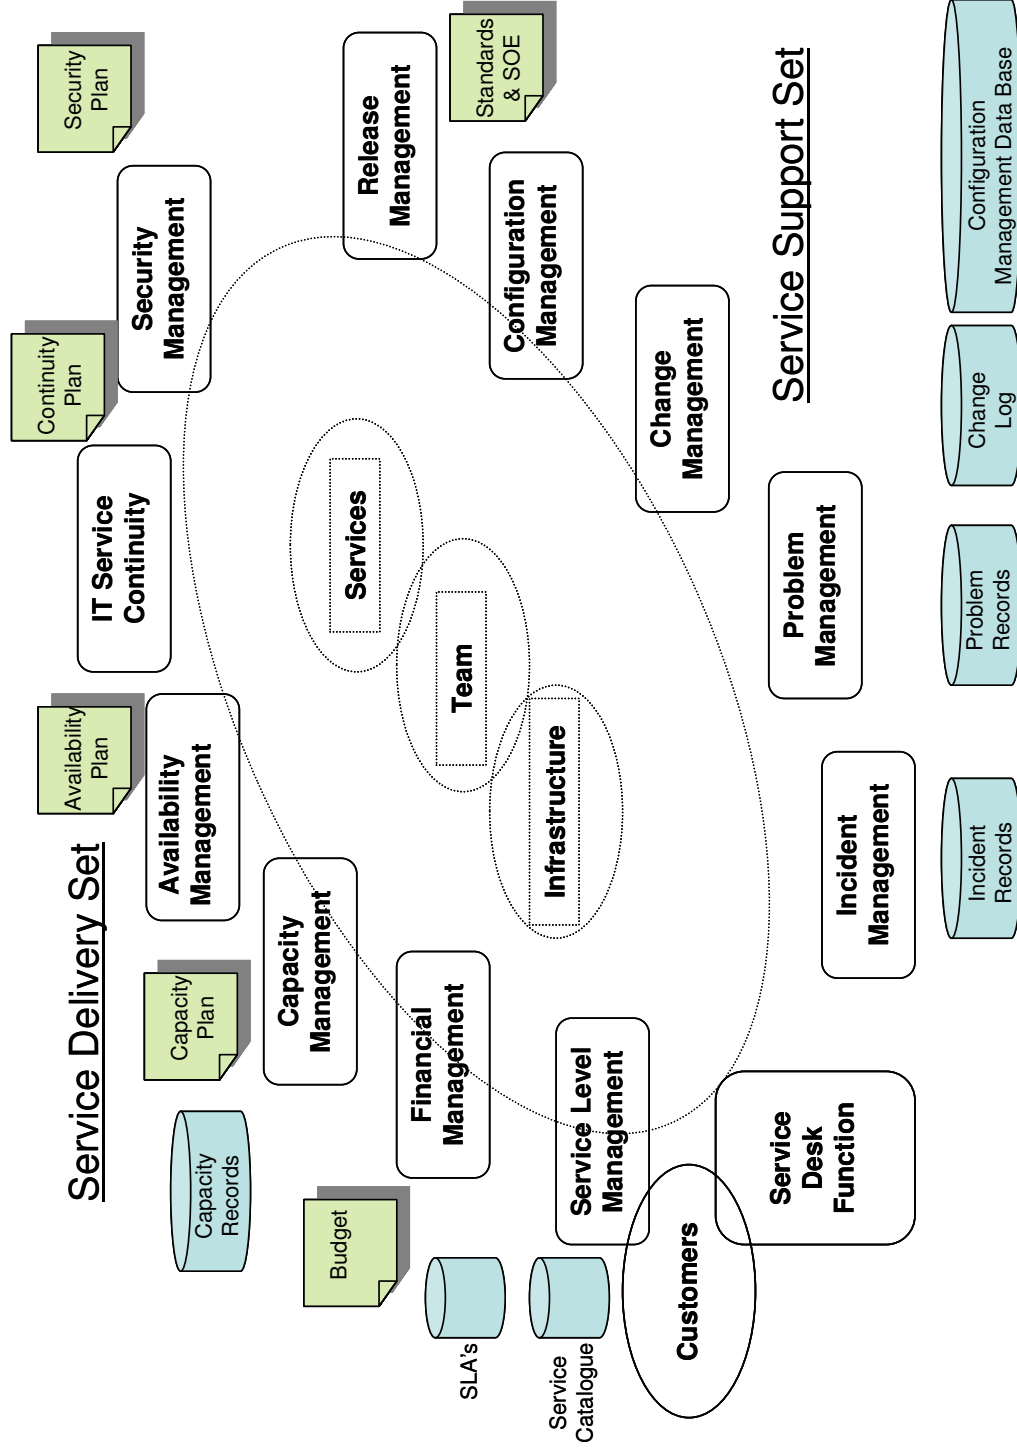 Service Delivery Set
Capacity
Records
Capacity
Plan
Availability
Plan
Continuity
Plan
Security
Plan
Budget
SLA's
Service
Catalogue
Customers
Service Level
Management
Financial
Management
Capacity
Management
Availability
Management
IT Service
Continuity
Security
Management
Services
Team
Infrastructure
Release
Management
Standards
& SOE
Configuration
Management
Change
Management
Problem
Management
Incident
Management
Service
Desk
Function
Service Support Set
Incident
Records
Problem
Records
Change
Log
Configuration
Management Data Base